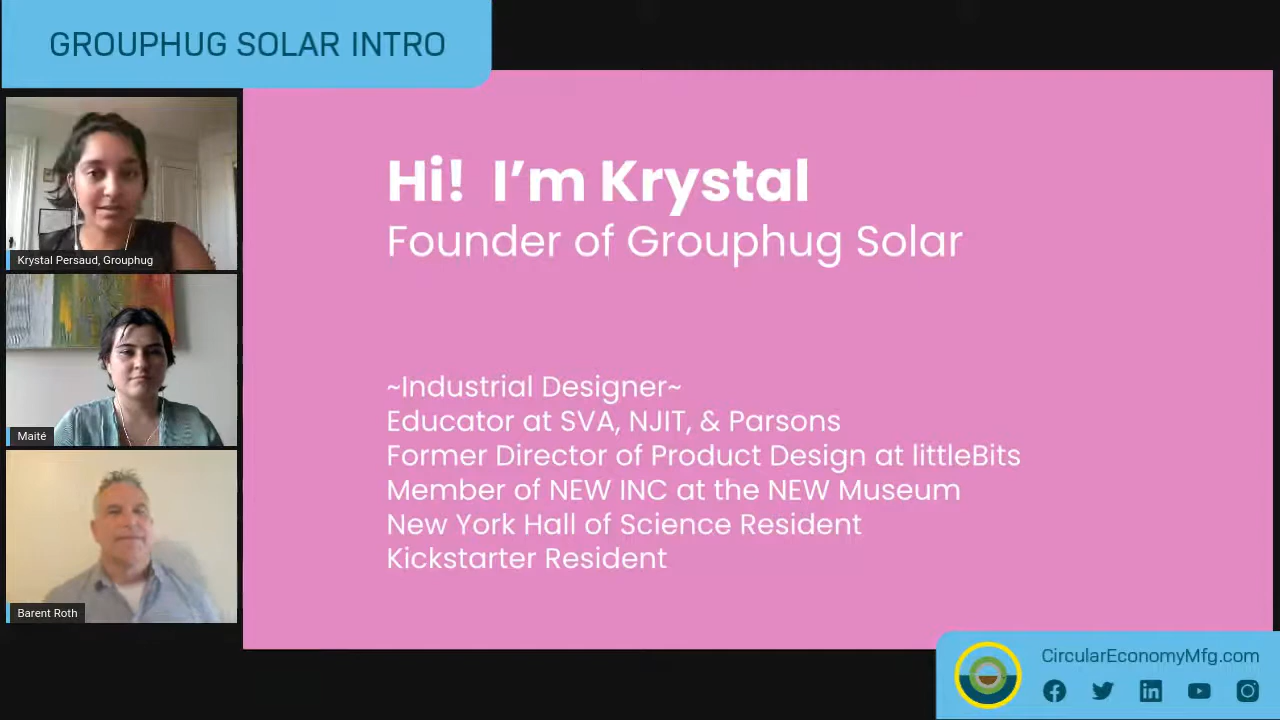 GROUPHUG SOLAR INTRO
Krystal Persaud, Grouphug
Maité
Barent Roth
Hi! I'm Krystal
Founder of Grouphug Solar
~Industrial Designer~
Educator at SVA, NJIT, & Parsons
Former Director of Product Design at littleBits
Member of NEW INC at the NEW Museum
New York Hall of Science Resident
Kickstarter Resident
CircularEconomyMfg.com